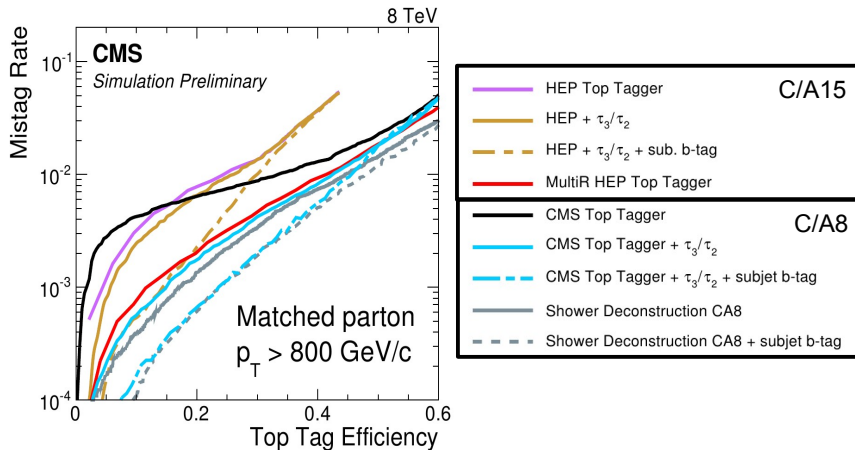 8 TeV
CMS
Simulation Preliminary
Mistag Rate
10⁻¹
10⁻²
10⁻³
10⁻⁴
Matched parton
p_T > 800 GeV/c
0 0.2 0.4 0.6
Top Tag Efficiency
C/A15
HEP Top Tagger
HEP + τ₃/τ₂
HEP + τ₃/τ₂ + sub. b-tag
MultiR HEP Top Tagger
C/A8
CMS Top Tagger
CMS Top Tagger + τ₃/τ₂
CMS Top Tagger + τ₃/τ₂ + subjet b-tag
Shower Deconstruction CA8
Shower Deconstruction CA8 + subjet b-tag